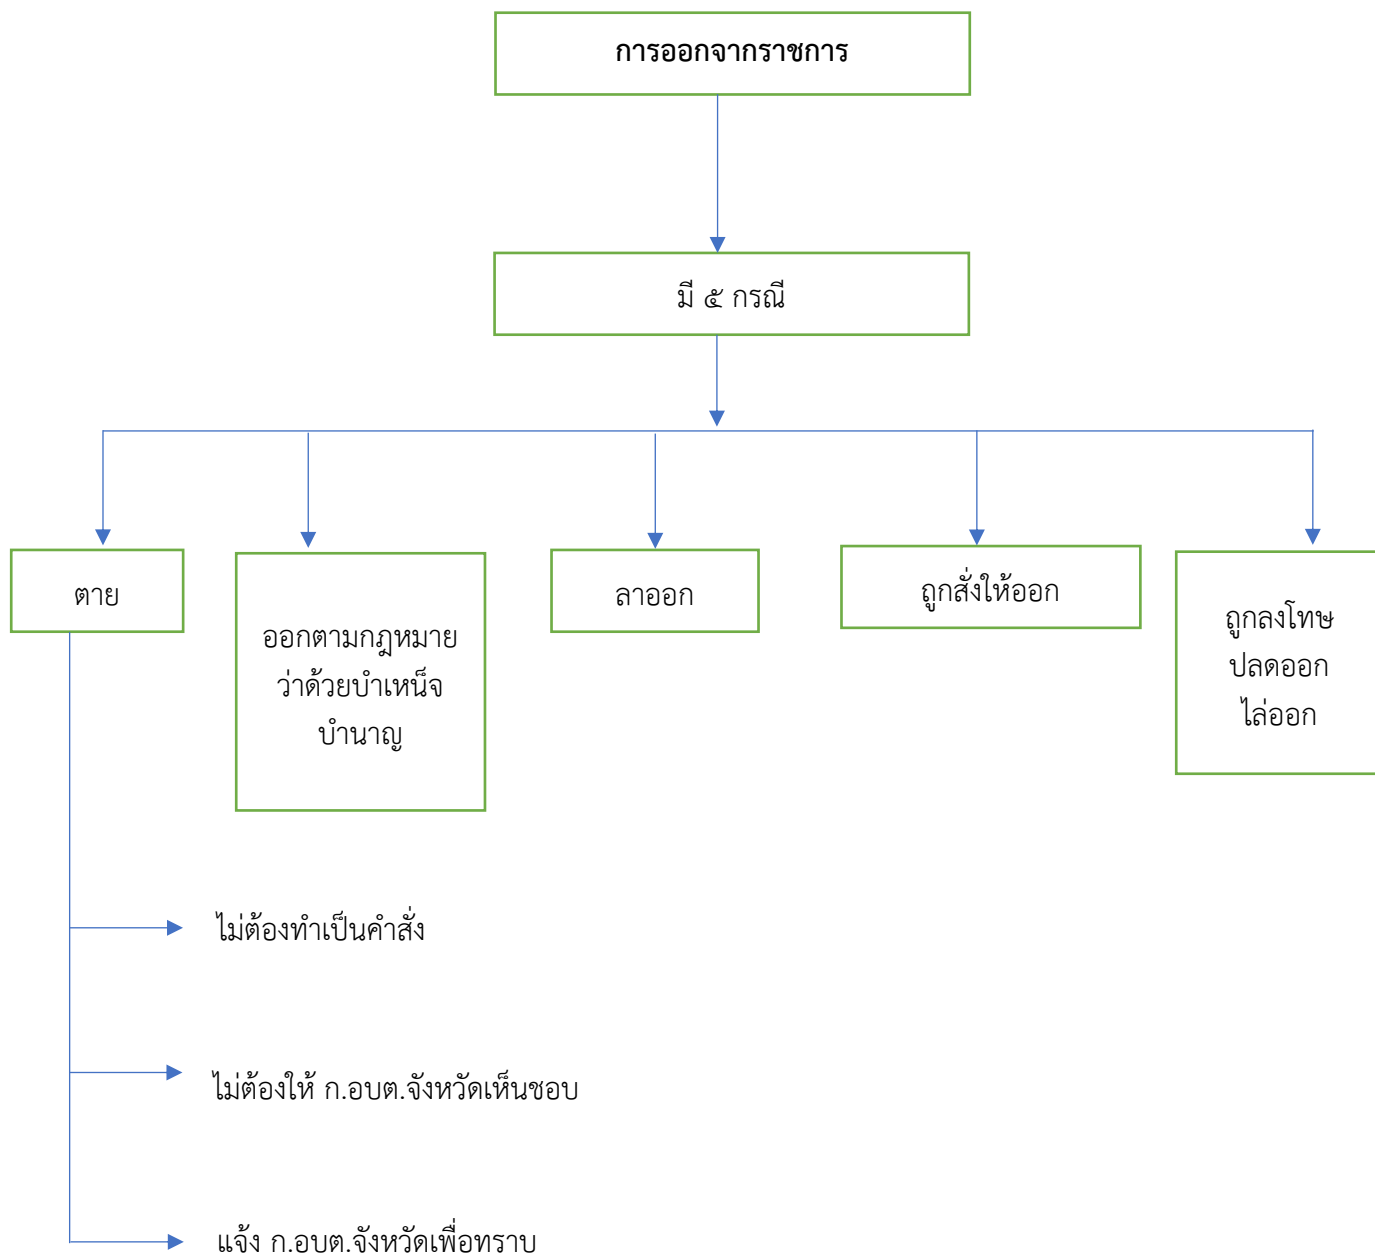 การออกจากราชการ
มี ๕ กรณี
ตาย
ออกตามกฎหมาย
ว่าด้วยบำเหน็จ
บำนาญ
ลาออก
ถูกสั่งให้ออก
ถูกลงโทษ
ปลดออก
ไล่ออก
ไม่ต้องทำเป็นคำสั่ง
ไม่ต้องให้ ก.อบต.จังหวัดเห็นชอบ
แจ้ง ก.อบต.จังหวัดเพื่อทราบ